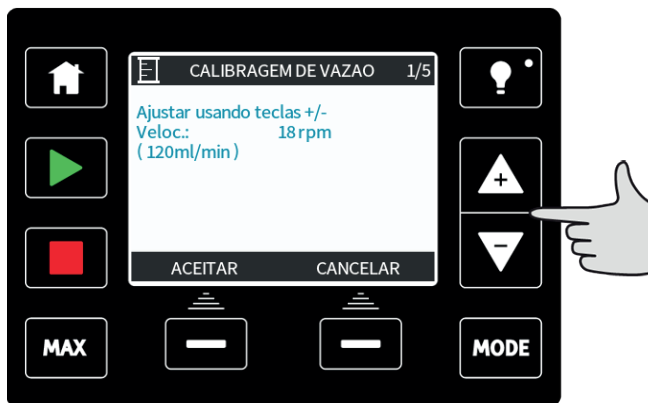 CALIBRAGEM DE VAZAO 1/5
Ajustar usando teclas +/-
Veloc.: 18 rpm
( 120ml/min )
+
-
ACEITAR CANCELAR
MAX
MODE